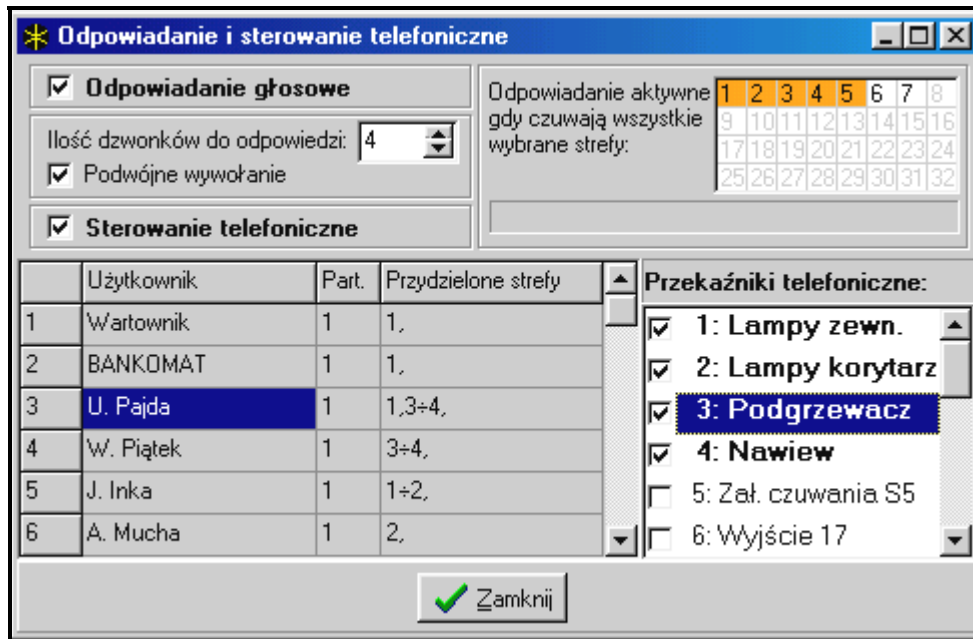 Odpowiadanie i sterowanie telefoniczne
Odpowiadanie głosowe
Ilość dzwonków do odpowiedzi: 4
Podwójne wywołanie
Sterowanie telefoniczne
Odpowiadanie aktywne
gdy czuwają wszystkie
wybrane strefy:
1 2 3 4 5 6 7 8
9 10 11 12 13 14 15 16
17 18 19 20 21 22 23 24
25 26 27 28 29 30 31 32
Użytkownik Part. Przydzielone strefy
1 Wartownik 1 1,
2 BANKOMAT 1 1,
3 U. Pajda 1 1,3÷4,
4 W. Piątek 1 3÷4,
5 J. Inka 1 1÷2,
6 A. Mucha 1 2,
Przekaźniki telefoniczne:
1: Lampy zewn.
2: Lampy korytarz
3: Podgrzewacz
4: Nawiew
5: Zał. czuwania S5
6: Wyjście 17
Zamknij